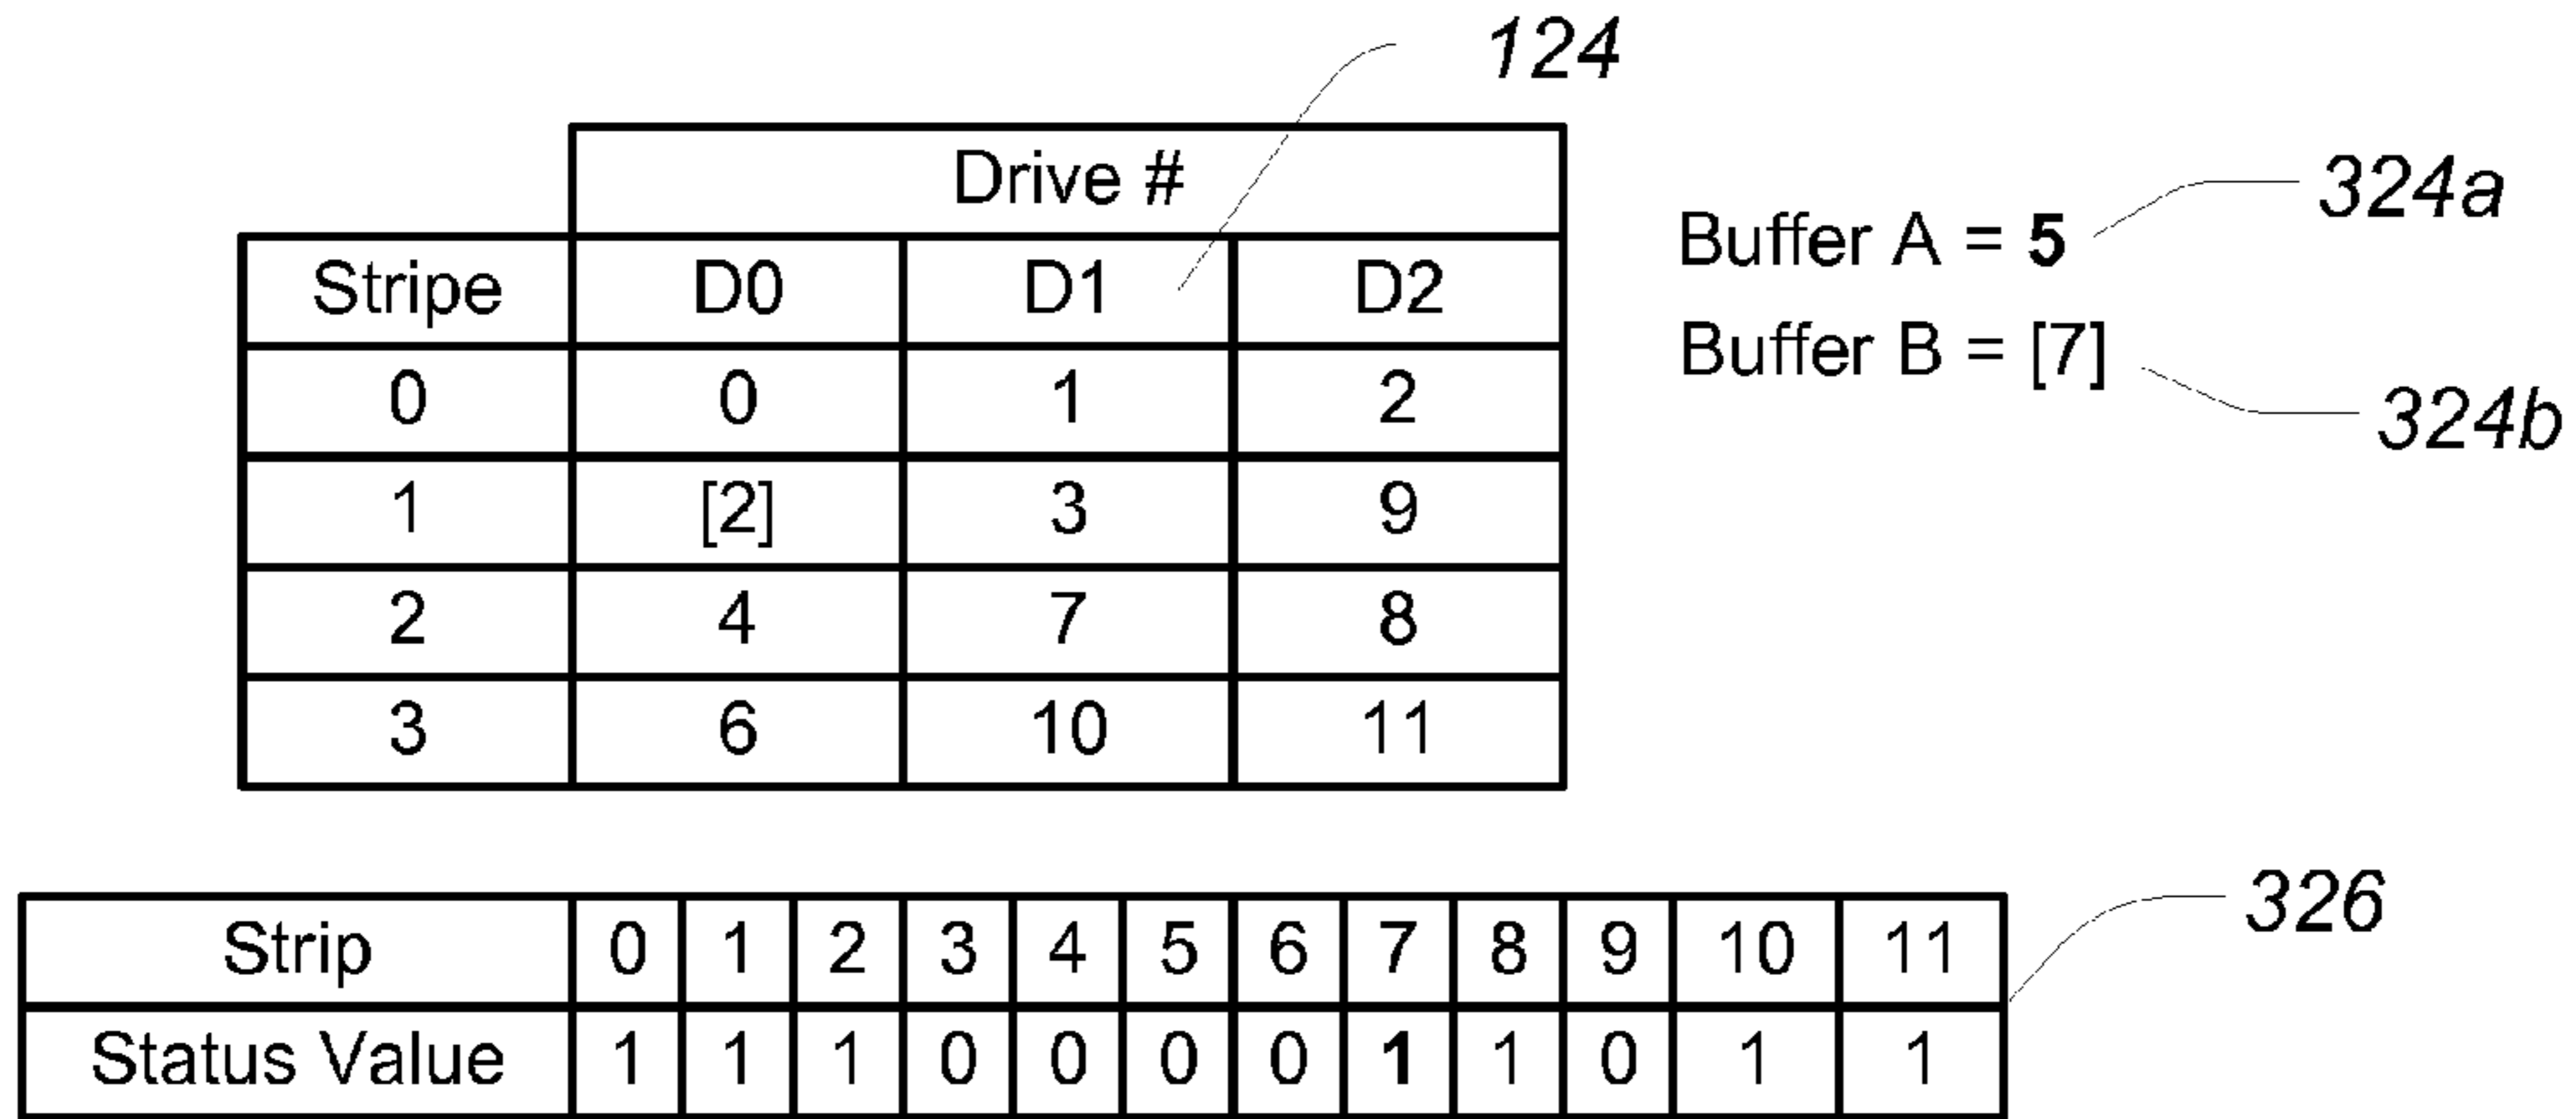 124
Drive #
Buffer A = 5
324a
Stripe D0 D1 D2
Buffer B = [7]
324b
0 0 1 2
1 [2] 3 9
2 4 7 8
3 6 10 11
326
Strip 0 1 2 3 4 5 6 7 8 9 10 11
Status Value 1 1 1 0 0 0 0 1 1 0 1 1